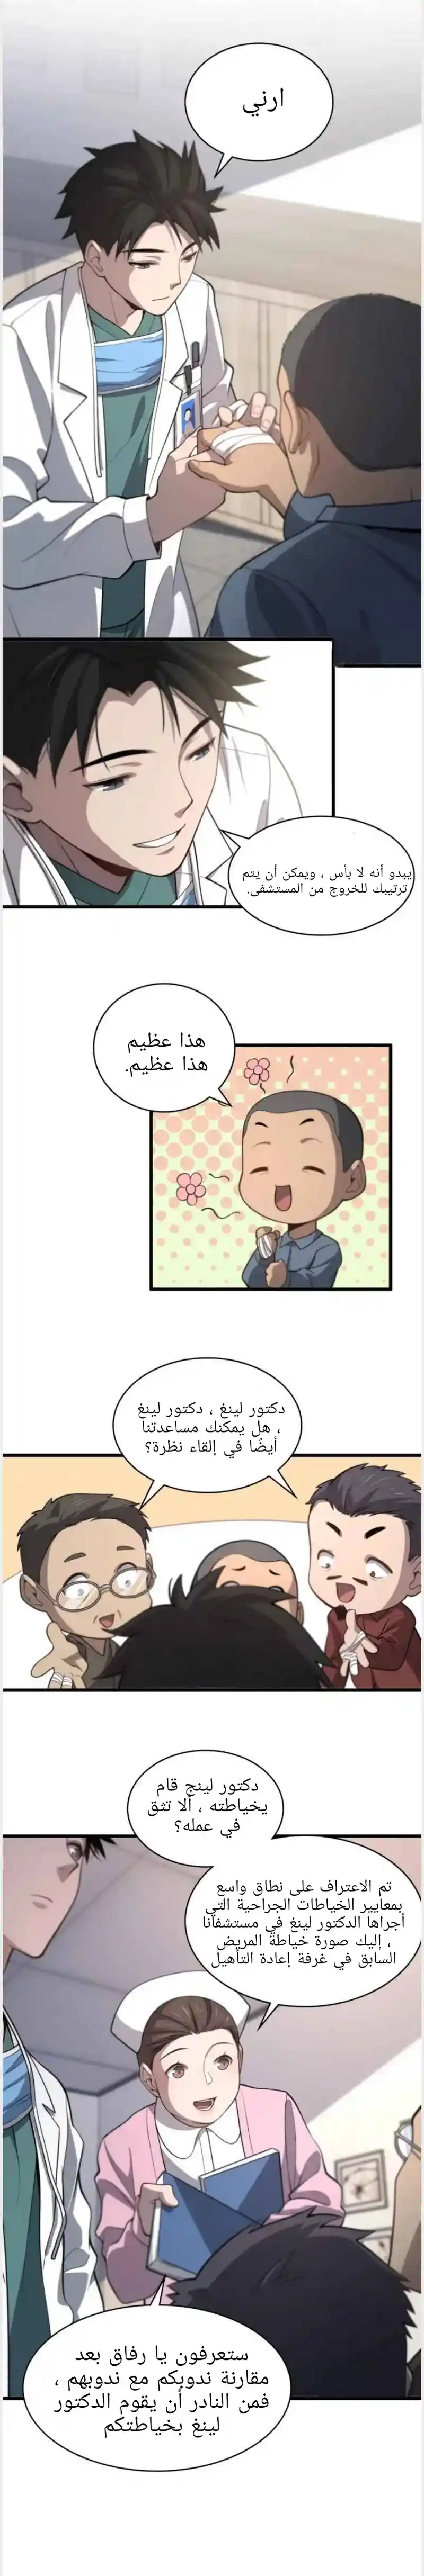 ارني
يبدو أنه لا بأس ، ويمكن أن يتم
ترتيبك للخروج من المستشفى.
هذا عظيم
هذا عظيم.
دكتور لينغ ، دكتور لينغ
، هل يمكنك مساعدتنا
أيضًا في إلقاء نظرة؟
دكتور لينج قام
بخياطته ، ألا تثق
في عمله؟
تم الاعتراف على نطاق واسع
بمعايير الخياطات الجراحية التي
أجراها الدكتور لينغ في مستشفانا
، إليك صورة خياطة المريض
السابق في غرفة إعادة التأهيل
ستعرفون يا رفاق بعد
مقارنة ندوبكم مع ندوبهم ،
فمن النادر أن يقوم الدكتور
لينغ بخياطتكم